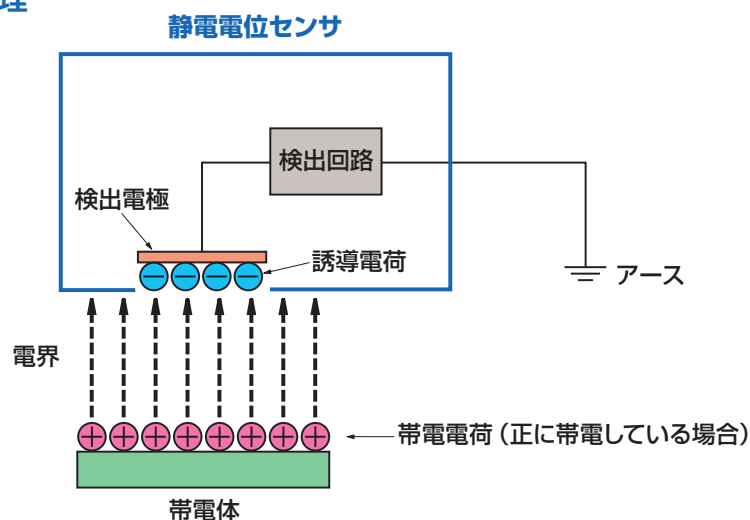 理
静電電位センサ
検出回路
検出電極
誘導電荷
アース
電界
帯電電荷（正に帯電している場合）
帯電体